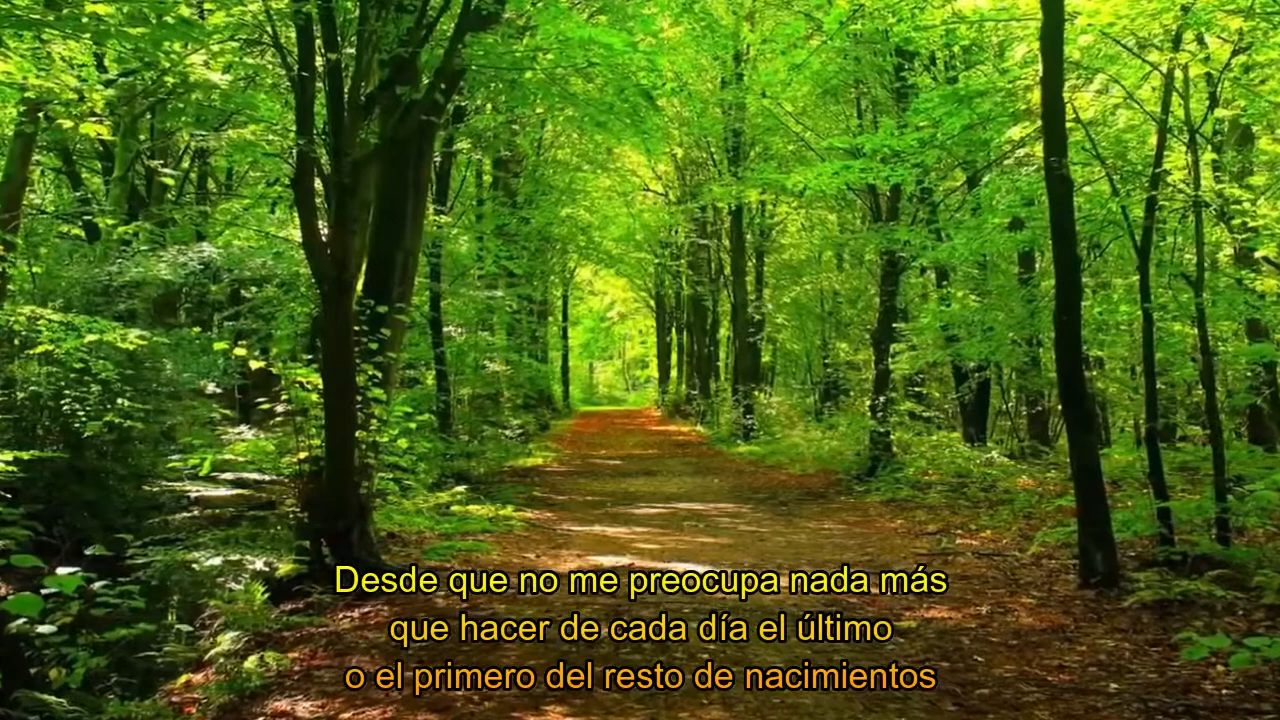 Desde que no me preocupa nada más
que hacer de cada día el último
o el primero del resto de nacimientos